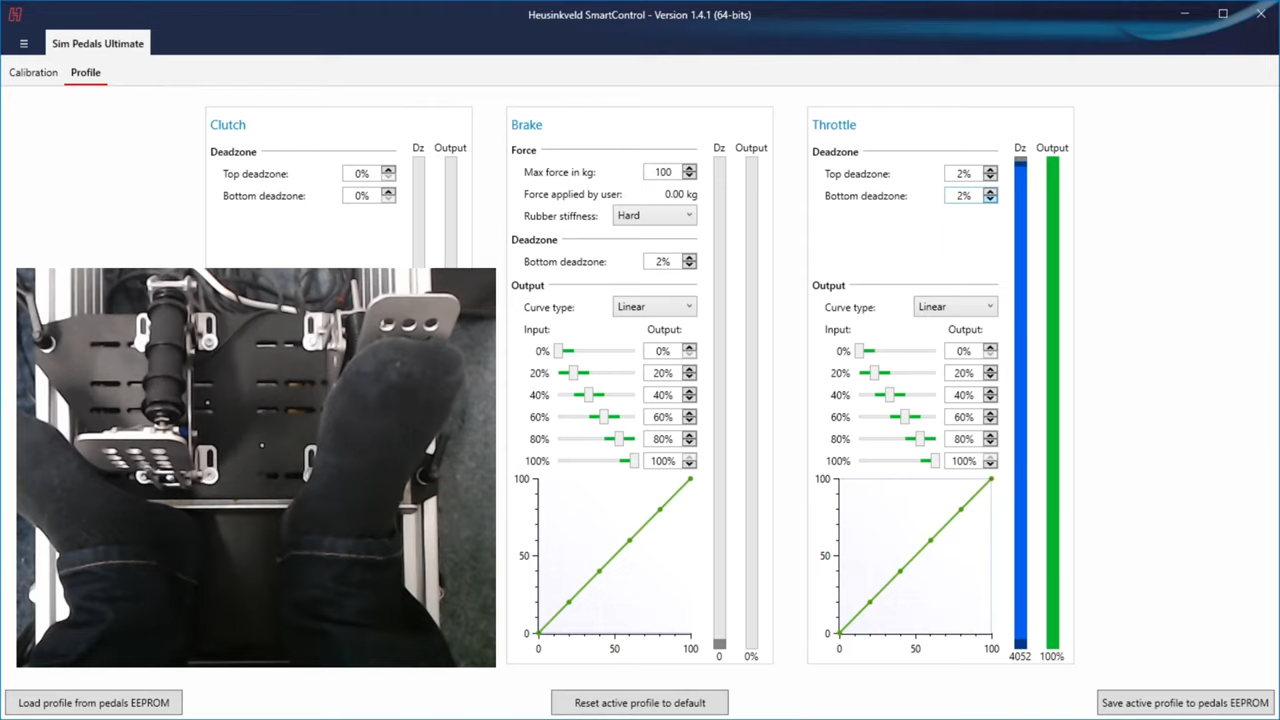 Heusinkveld SmartControl - Version 1.4.1 (64-bits)
☰ Sim Pedals Ultimate
Calibration Profile
Clutch
Deadzone
Dz Output
Top deadzone: 0%
Bottom deadzone: 0%
Brake
Force
Dz Output
Max force in kg: 100
Force applied by user: 0.00 kg
Rubber stiffness: Hard
Deadzone
Bottom deadzone: 2%
Output
Curve type: Linear
Input: Output:
0% 0%
20% 20%
40% 40%
60% 60%
80% 80%
100% 100%
100
50
0
0 50 100
0 0%
Throttle
Deadzone
Dz Output
Top deadzone: 2%
Bottom deadzone: 2%
Output
Curve type: Linear
Input: Output:
0% 0%
20% 20%
40% 40%
60% 60%
80% 80%
100% 100%
100
50
0
0 50 100
4052 100%
Load profile from pedals EEPROM
Reset active profile to default
Save active profile to pedals EEPROM